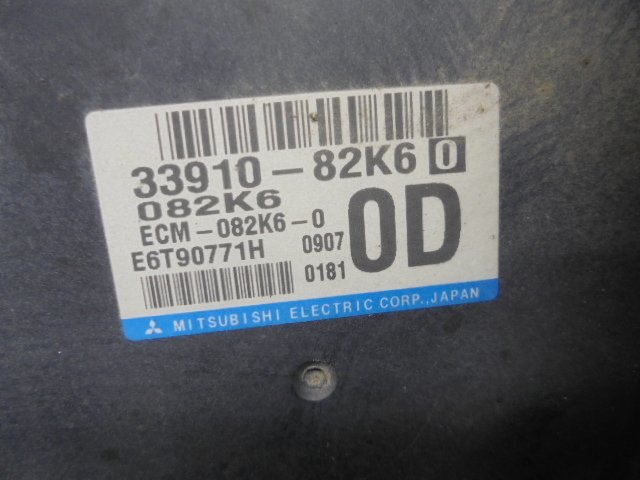 33910-82K6 0
082K6
ECM-082K6-0
E6T90771H 0907
0181
0D
MITSUBISHI ELECTRIC CORP., JAPAN